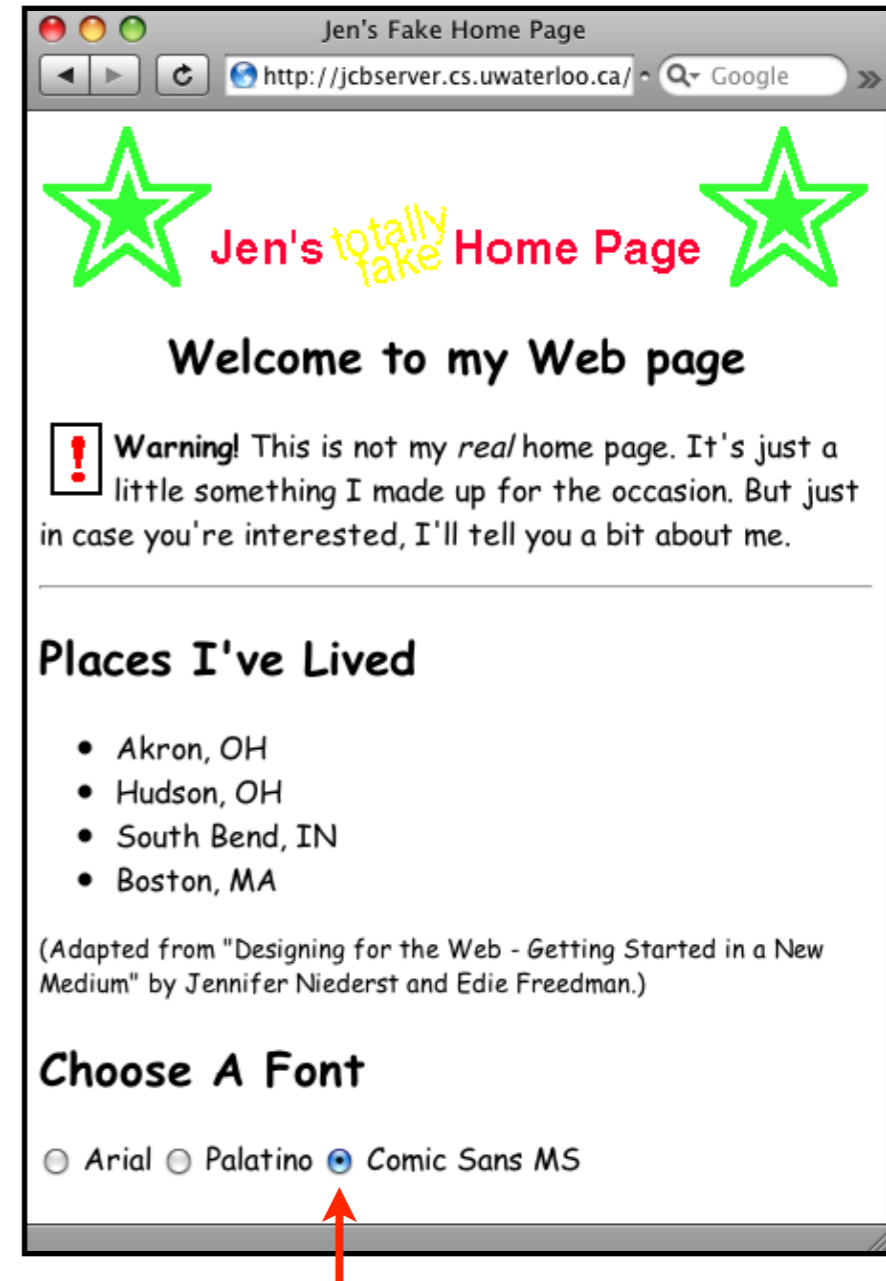 Jen's Fake Home Page
http://jcbserver.cs.uwaterloo.ca/
Google
Jen's totally fake Home Page
Welcome to my Web page
! Warning! This is not my real home page. It's just a
little something I made up for the occasion. But just
in case you're interested, I'll tell you a bit about me.
Places I've Lived
• Akron, OH
• Hudson, OH
• South Bend, IN
• Boston, MA
(Adapted from "Designing for the Web - Getting Started in a New
Medium" by Jennifer Niederst and Edie Freedman.)
Choose A Font
Arial Palatino Comic Sans MS